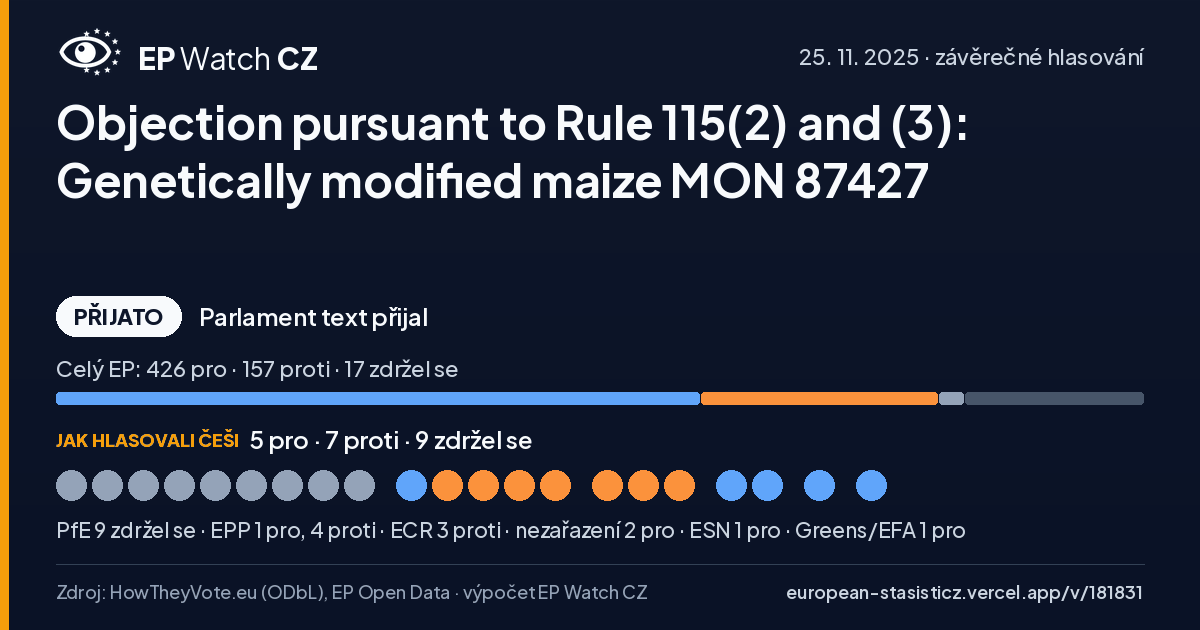 EP Watch CZ
25. 11. 2025 · závěrečné hlasování
Objection pursuant to Rule 115(2) and (3):
Genetically modified maize MON 87427
PŘIJATO Parlament text přijal
Celý EP: 426 pro · 157 proti · 17 zdržel se
JAK HLASOVALI ČEŠI 5 pro · 7 proti · 9 zdržel se
PfE 9 zdržel se · EPP 1 pro, 4 proti · ECR 3 proti · nezařazení 2 pro · ESN 1 pro · Greens/EFA 1 pro
Zdroj: HowTheyVote.eu (ODbL), EP Open Data · výpočet EP Watch CZ
european-stasisticz.vercel.app/v/181831